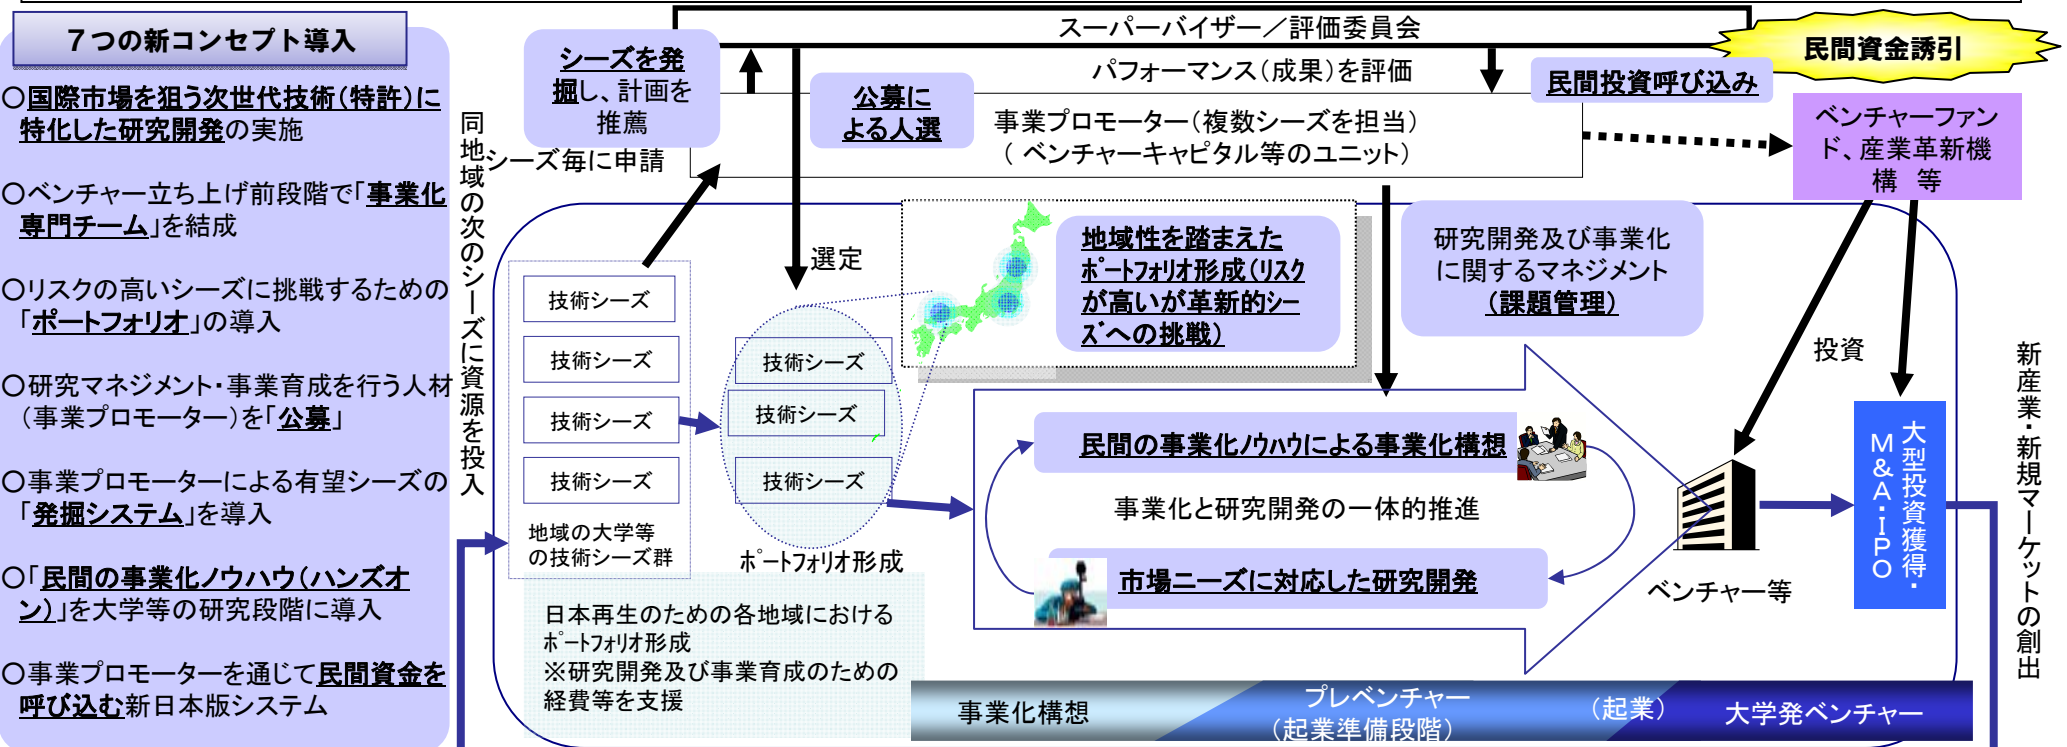 7つの新コンセプト導入
○国際市場を狙う次世代技術(特許)に
特化した研究開発の実施
○ベンチャー立ち上げ前段階で「事業化
専門チーム」を結成
○リスクの高いシーズに挑戦するための
「ポートフォリオ」の導入
○研究マネジメント・事業育成を行う人材
(事業プロモーター)を「公募」
○事業プロモーターによる有望シーズの
「発掘システム」を導入
○「民間の事業化ノウハウ(ハンズオ
ン)」を大学等の研究段階に導入
○事業プロモーターを通じて民間資金を
呼び込む新日本版システム
同地域の次のシーズに資源を投入
スーパーバイザー/評価委員会
民間資金誘引
シーズを発
掘し、計画を
推薦
シーズ毎に申請
公募に
よる人選
パフォーマンス(成果)を評価
民間投資呼び込み
事業プロモーター(複数シーズを担当)
( ベンチャーキャピタル等のユニット)
ベンチャーファン
ド、産業革新機
構 等
選定
地域性を踏まえた
ポートフォリオ形成(リスク
が高いが革新的シー
ズへの挑戦)
研究開発及び事業化
に関するマネジメント
(課題管理)
技術シーズ
技術シーズ
技術シーズ
技術シーズ
地域の大学等
の技術シーズ群
技術シーズ
技術シーズ
技術シーズ
ポートフォリオ形成
日本再生のための各地域における
ポートフォリオ形成
※研究開発及び事業育成のための
経費等を支援
民間の事業化ノウハウによる事業化構想
事業化と研究開発の一体的推進
市場ニーズに対応した研究開発
投資
ベンチャー等
大型投資獲得・
M&A・IPO
新産業・新規マーケットの創出
事業化構想
プレベンチャー
(起業準備段階)
(起業)
大学発ベンチャー